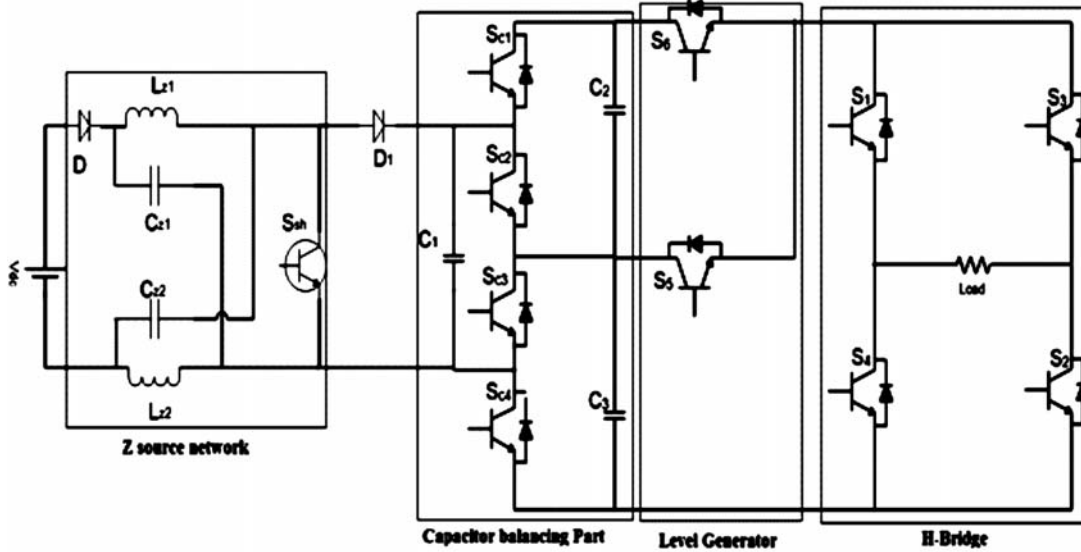 Sc1
S6
Lz1
C2
S1
S3
D
D1
Sc2
Cz1
Ssh
C1
Vdc
Cz2
S5
Sc3
Load
S4
S2
Sc4
C3
Lz2
Z source network
Capacitor balancing Part
Level Generator
H-Bridge